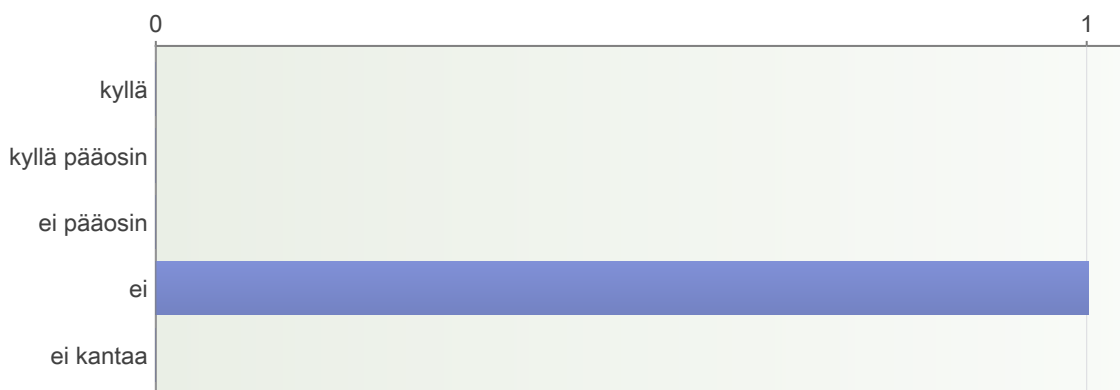 0 1
kyllä
kyllä pääosin
ei pääosin
ei
ei kantaa